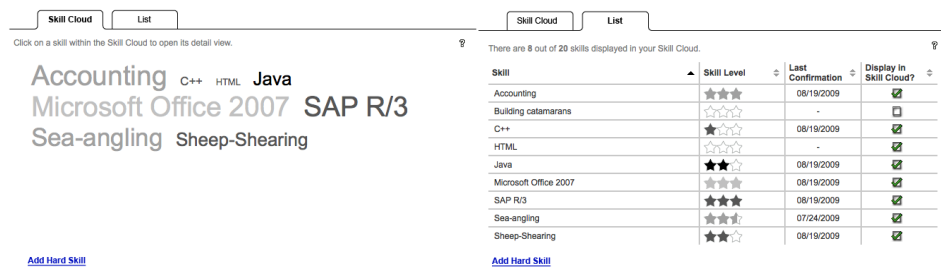 Skill Cloud List
Click on a skill within the Skill Cloud to open its detail view. ?
Accounting C++ HTML Java
Microsoft Office 2007 SAP R/3
Sea-angling Sheep-Shearing
Add Hard Skill
Skill Cloud List
There are 8 out of 20 skills displayed in your Skill Cloud. ?
Skill Skill Level Last Confirmation Display in Skill Cloud?
Accounting 08/19/2009
Building catamarans -
C++ 08/19/2009
HTML -
Java 08/19/2009
Microsoft Office 2007 08/19/2009
SAP R/3 08/19/2009
Sea-angling 07/24/2009
Sheep-Shearing 08/19/2009
Add Hard Skill